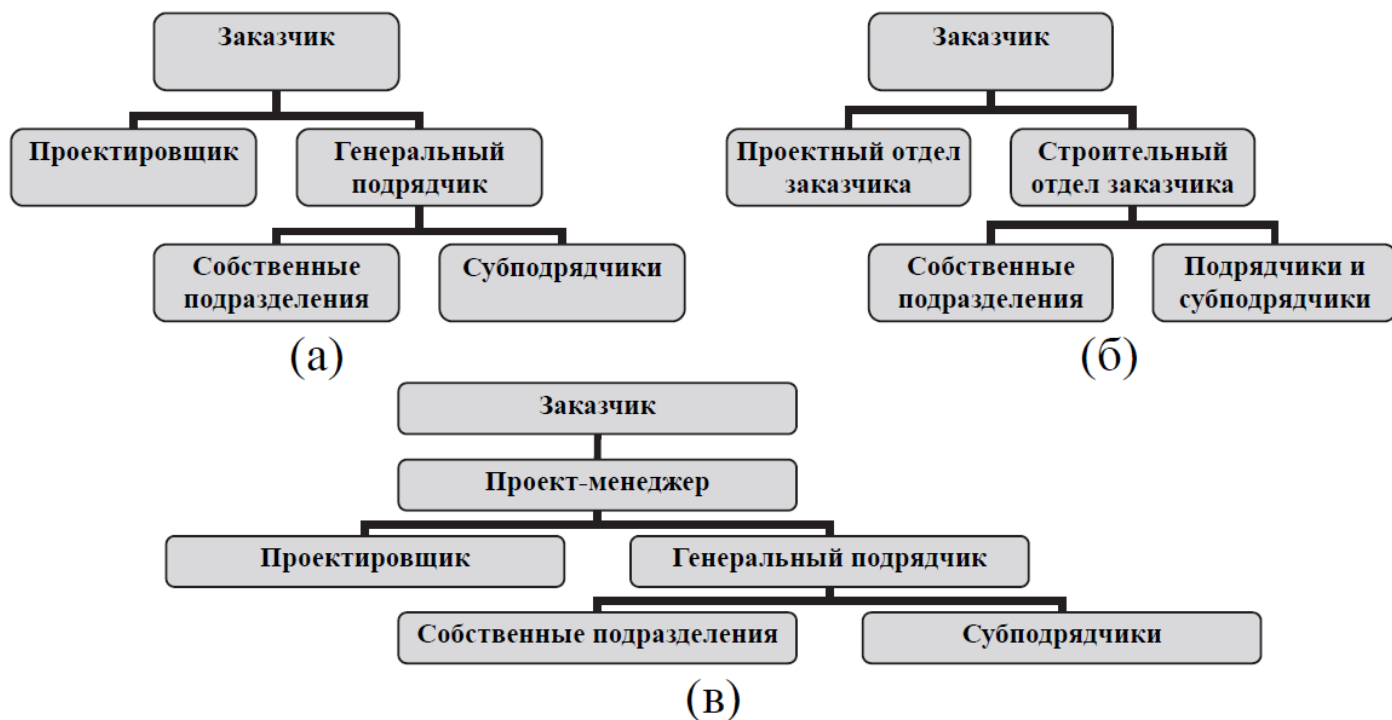 Заказчик
Проектировщик
Генеральный
подрядчик
Собственные
подразделения
Субподрядчики
(а)
Заказчик
Проектный отдел
заказчика
Строительный
отдел заказчика
Собственные
подразделения
Подрядчики и
субподрядчики
(б)
Заказчик
Проект-менеджер
Проектировщик
Генеральный подрядчик
Собственные подразделения
Субподрядчики
(в)